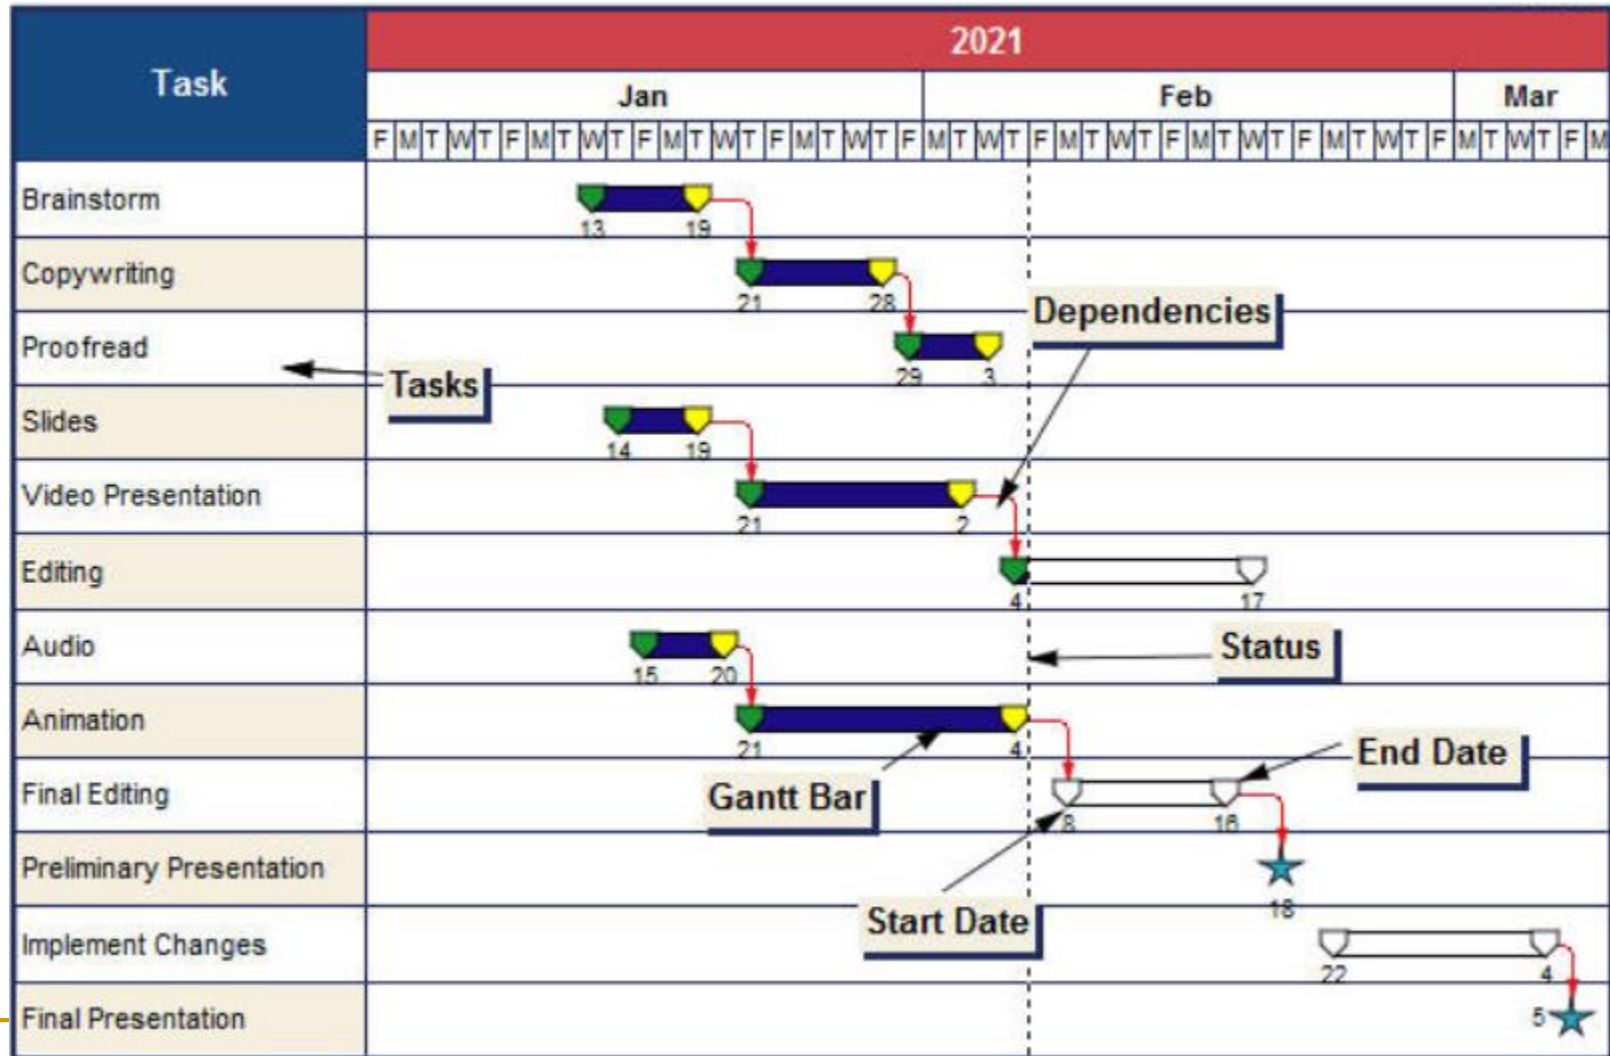 Task
2021
Jan Feb Mar
F M T W T F M T W T F M T W T F M T W T F M T W T F M T W T F M T W T F M T W T F M T W T F M
Brainstorm
13 19
Copywriting
21 28
Dependencies
Proofread
29 3
Tasks
Slides
14 19
Video Presentation
21 2
Editing
4 17
Audio
Status
15 20
Animation
21 4
End Date
Final Editing
Gantt Bar
8 16
Preliminary Presentation
18
Start Date
Implement Changes
22 4
Final Presentation
5